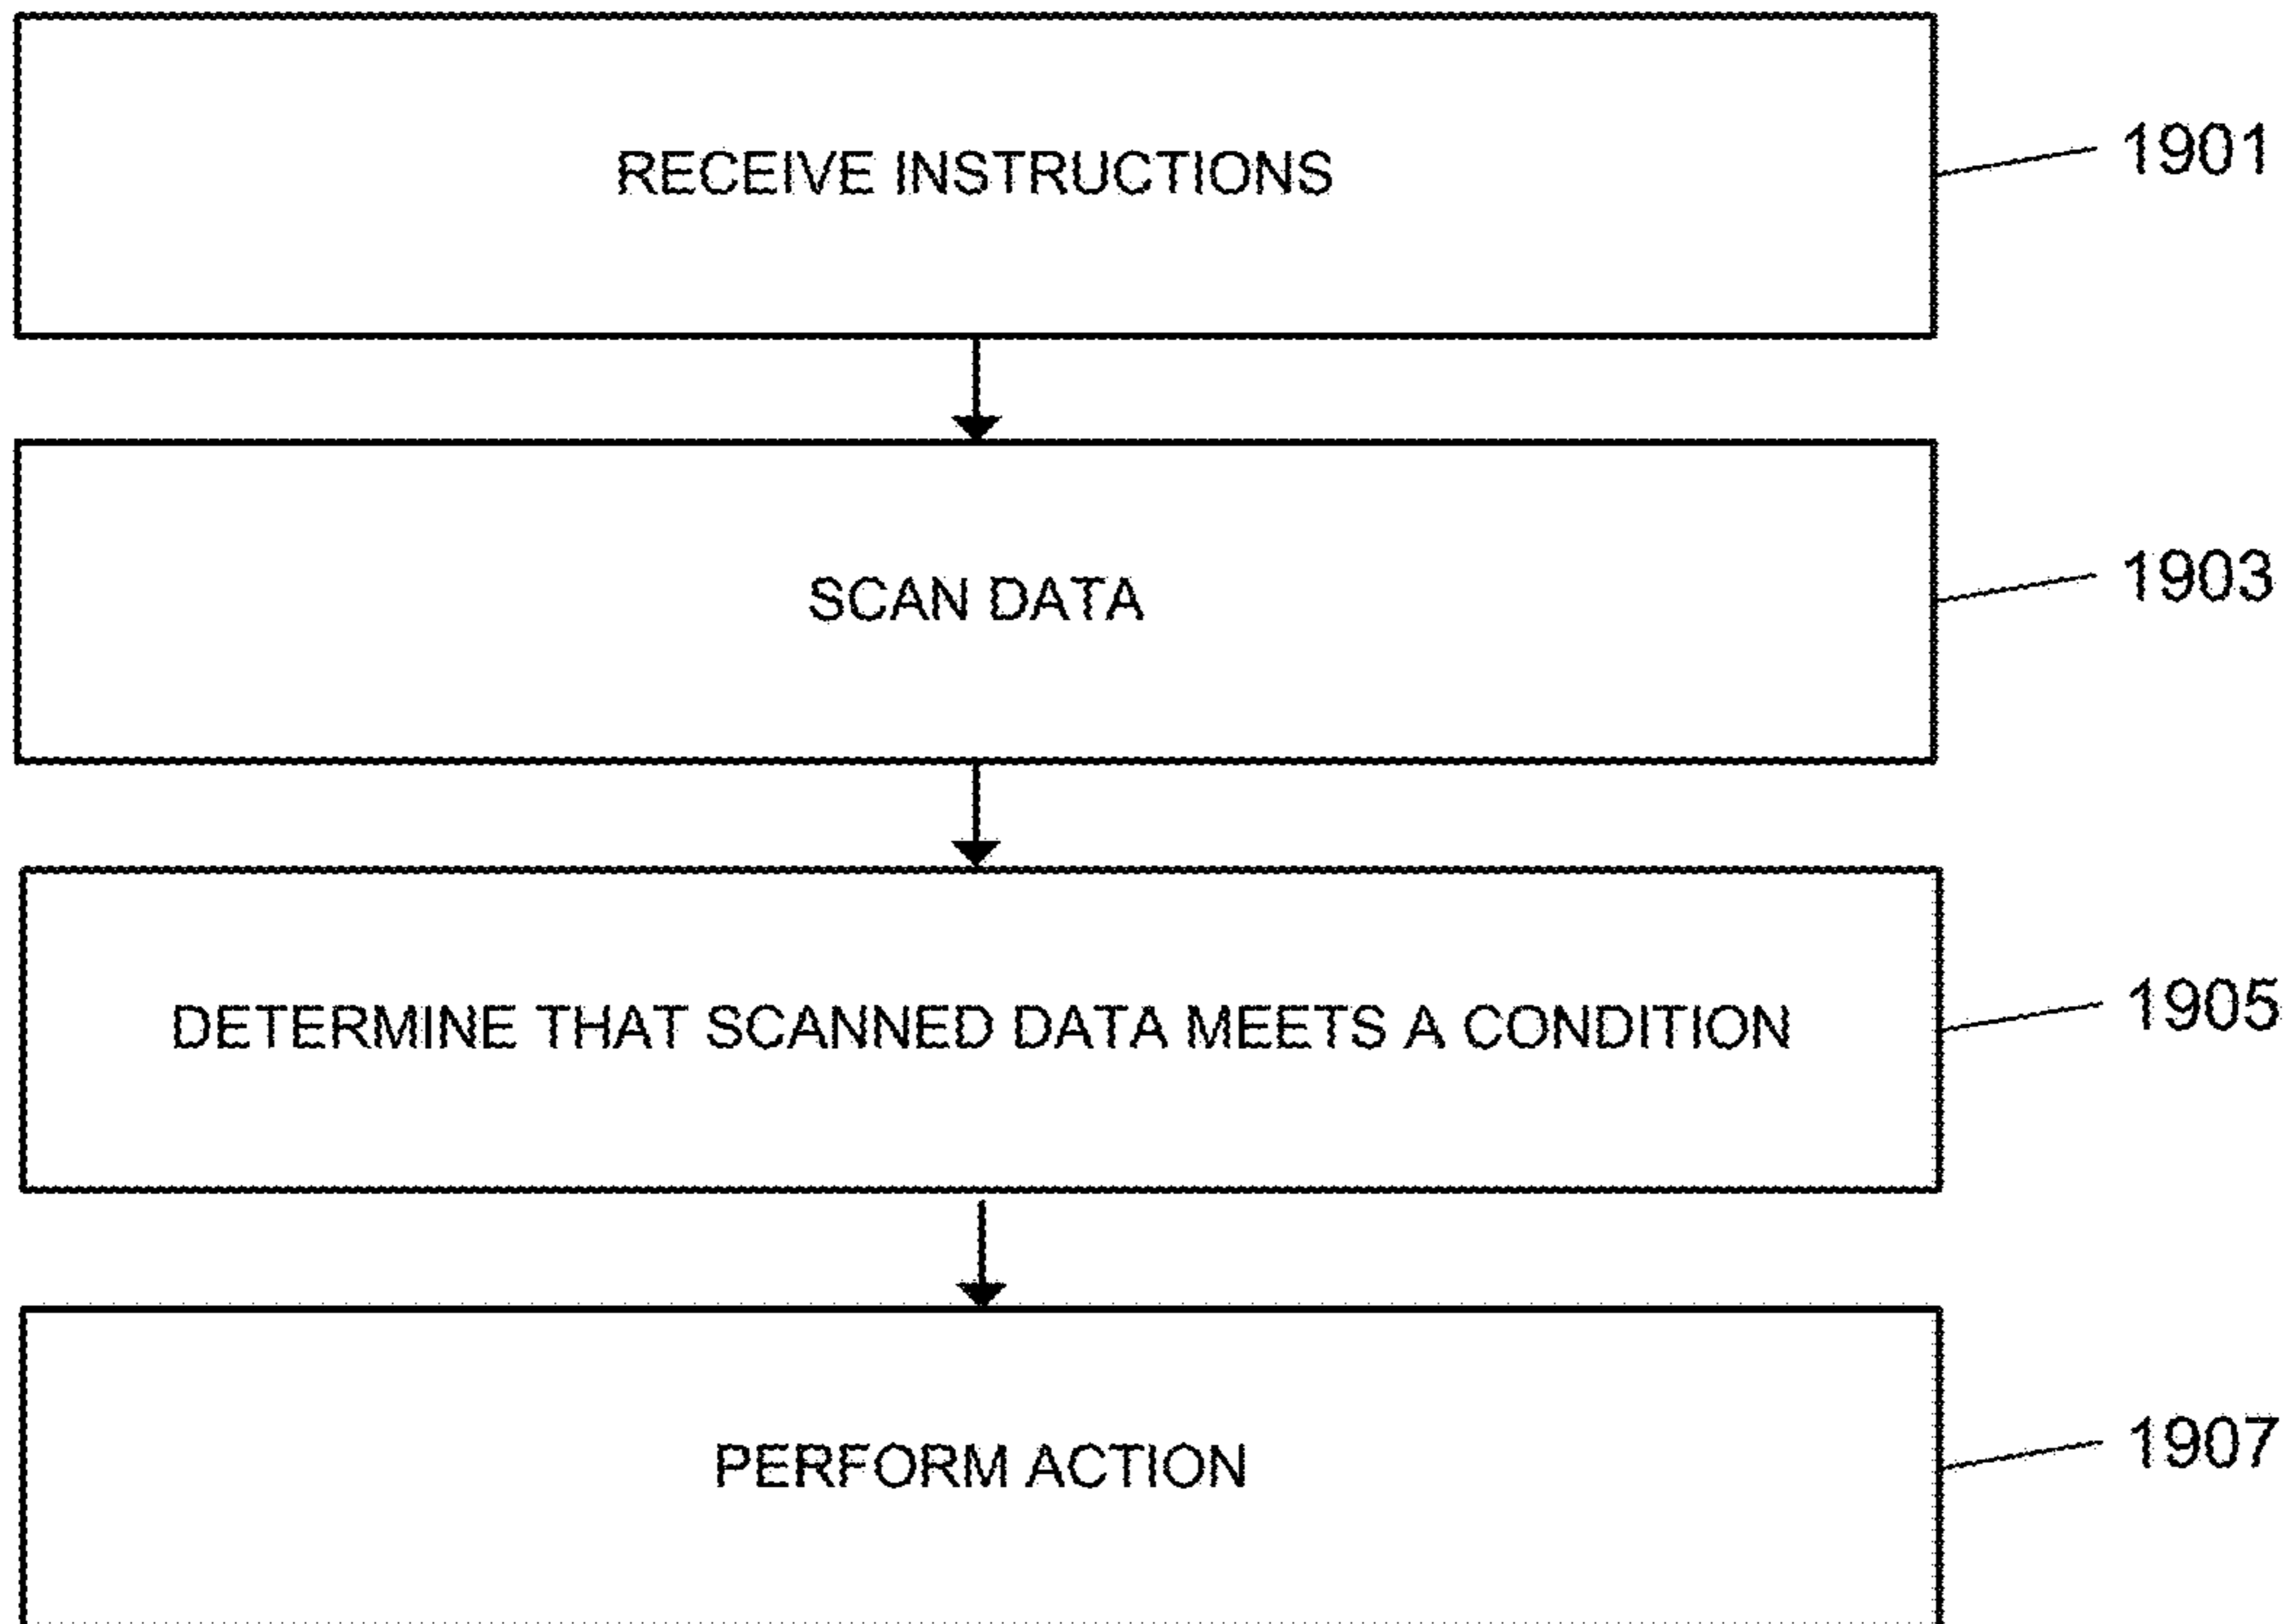 RECEIVE INSTRUCTIONS
1901
SCAN DATA
1903
DETERMINE THAT SCANNED DATA MEETS A CONDITION
1905
PERFORM ACTION
1907